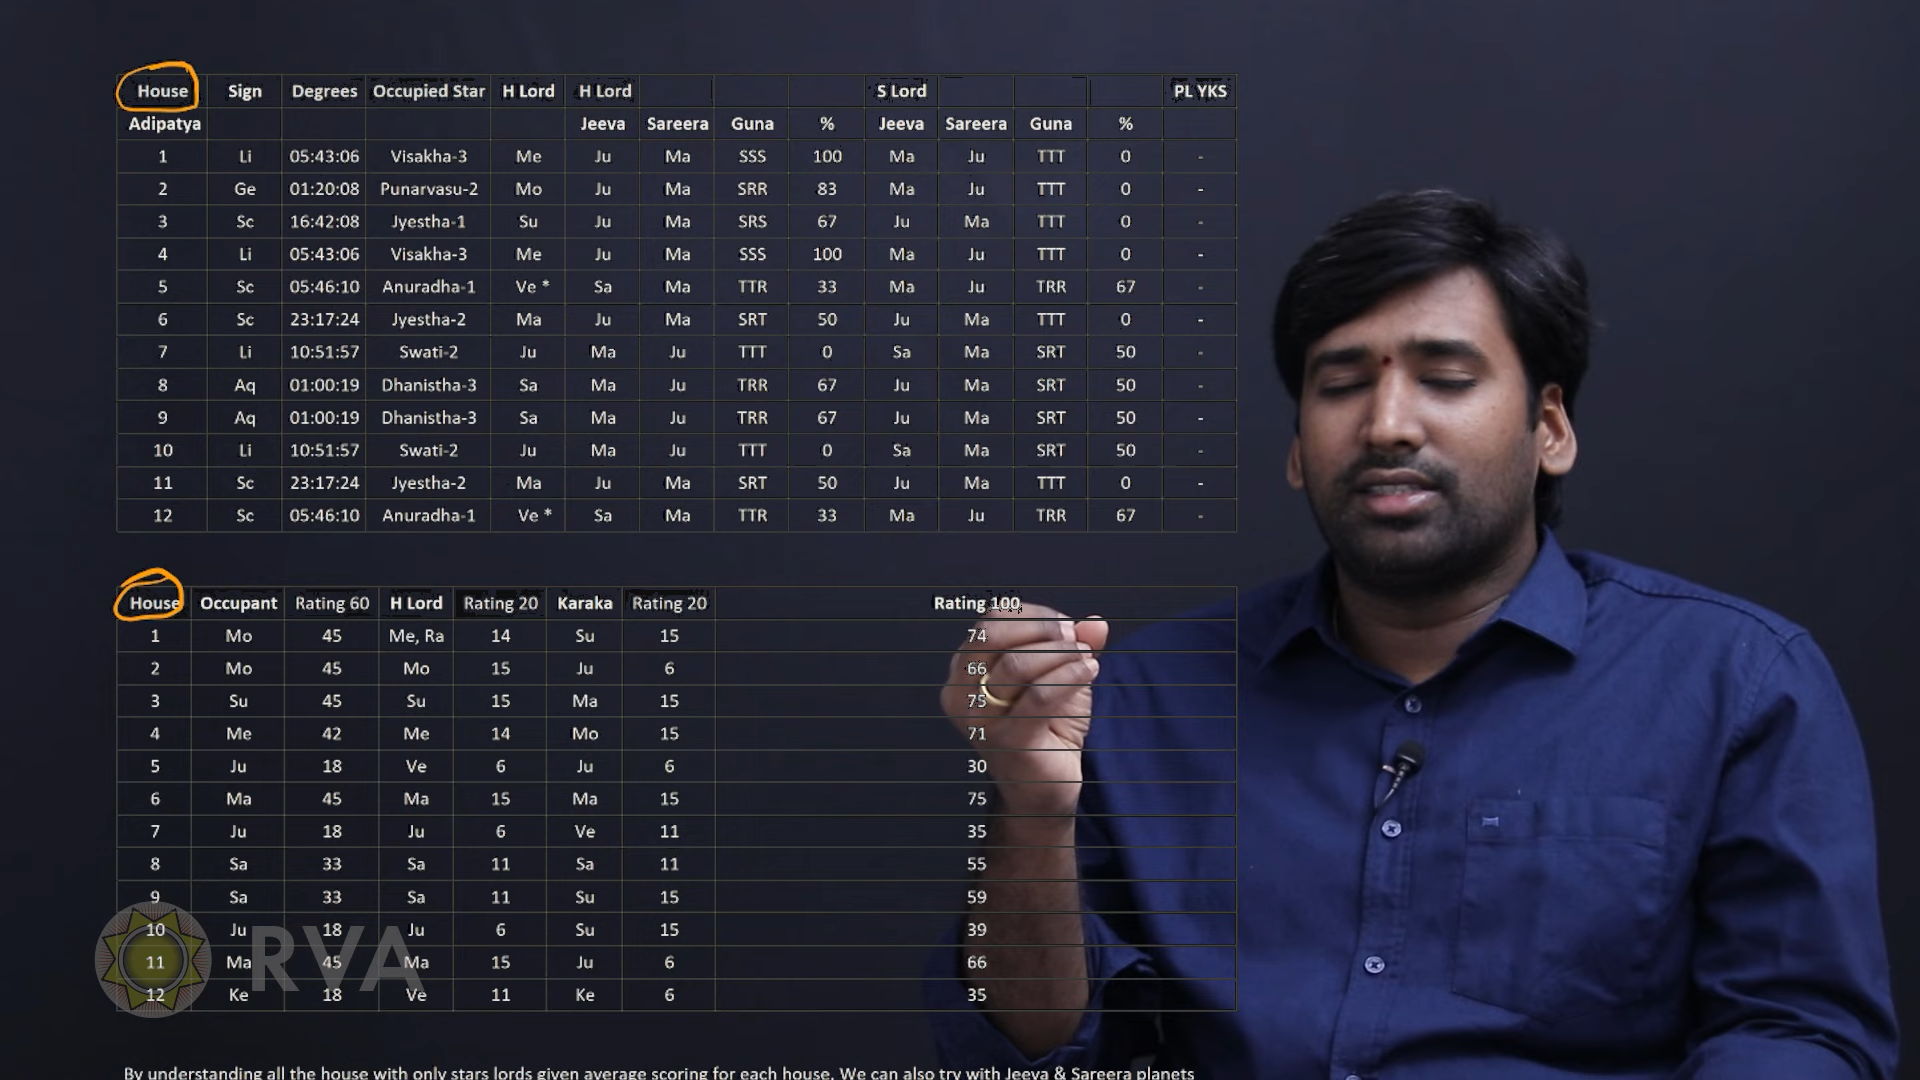 House Sign Degrees Occupied Star H Lord H Lord S Lord PL YKS
Adipatya Jeeva Sareera Guna % Jeeva Sareera Guna %
1 Li 05:43:06 Visakha-3 Me Ju Ma SSS 100 Ma Ju TTT 0 -
2 Ge 01:20:08 Punarvasu-2 Mo Ju Ma SRR 83 Ma Ju TTT 0 -
3 Sc 16:42:08 Jyestha-1 Su Ju Ma SRS 67 Ju Ma TTT 0 -
4 Li 05:43:06 Visakha-3 Me Ju Ma SSS 100 Ma Ju TTT 0 -
5 Sc 05:46:10 Anuradha-1 Ve * Sa Ma TTR 33 Ma Ju TRR 67 -
6 Sc 23:17:24 Jyestha-2 Ma Ju Ma SRT 50 Ju Ma TTT 0 -
7 Li 10:51:57 Swati-2 Ju Ma Ju TTT 0 Sa Ma SRT 50 -
8 Aq 01:00:19 Dhanistha-3 Sa Ma Ju TRR 67 Ju Ma SRT 50 -
9 Aq 01:00:19 Dhanistha-3 Sa Ma Ju TRR 67 Ju Ma SRT 50 -
10 Li 10:51:57 Swati-2 Ju Ma Ju TTT 0 Sa Ma SRT 50 -
11 Sc 23:17:24 Jyestha-2 Ma Ju Ma SRT 50 Ju Ma TTT 0 -
12 Sc 05:46:10 Anuradha-1 Ve * Sa Ma TTR 33 Ma Ju TRR 67 -
House Occupant Rating 60 H Lord Rating 20 Karaka Rating 20 Rating 100
1 Mo 45 Me, Ra 14 Su 15 74
2 Mo 45 Mo 15 Ju 6 66
3 Su 45 Su 15 Ma 15 75
4 Me 42 Me 14 Mo 15 71
5 Ju 18 Ve 6 Ju 6 30
6 Ma 45 Ma 15 Ma 15 75
7 Ju 18 Ju 6 Ve 11 35
8 Sa 33 Sa 11 Sa 11 55
9 Sa 33 Sa 11 Su 15 59
10 Ju 18 Ju 6 Su 15 39
11 Ma 45 Ma 15 Ju 6 66
12 Ke 18 Ve 11 Ke 6 35
RVA
By understanding all the house with only stars lords given average scoring for each house. We can also try with Jeeva & Sareera planets